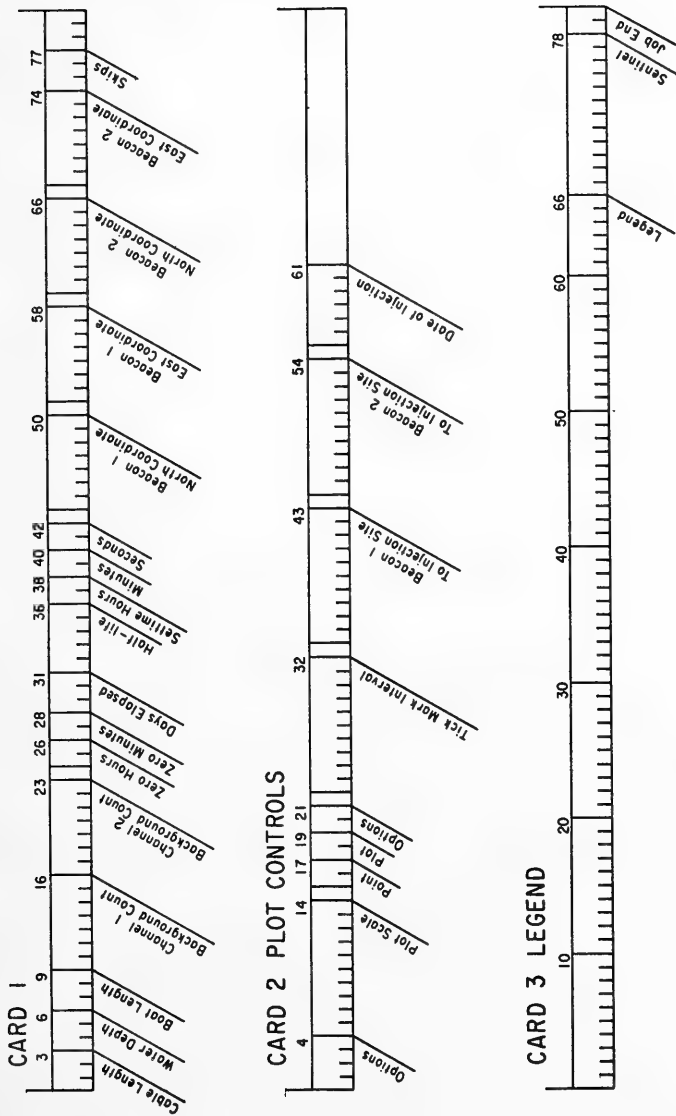 CARD 1
3
6
9
16
23
26
28
31
36
38
40
42
50
58
66
74
77
Cable Length
Water Depth
Boat Length
Channel 1
Background Count
Channel 2
Background Count
Zero Hours
Zero Minutes
Days Elapsed
Half-life
Settime Hours
Minutes
Seconds
Beacon 1
North Coordinate
Beacon 1
East Coordinate
Beacon 2
North Coordinate
Beacon 2
East Coordinate
Skips
CARD 2 PLOT CONTROLS
4
14
17
19
21
32
43
54
61
Options
Plot Scale
Point
Plot
Options
Tick Mark Interval
Beacon 1
To Injection Site
Beacon 2
To Injection Site
Date of Injection
CARD 3 LEGEND
10
20
30
40
50
60
66
78
Legend
Sentinel
Job End